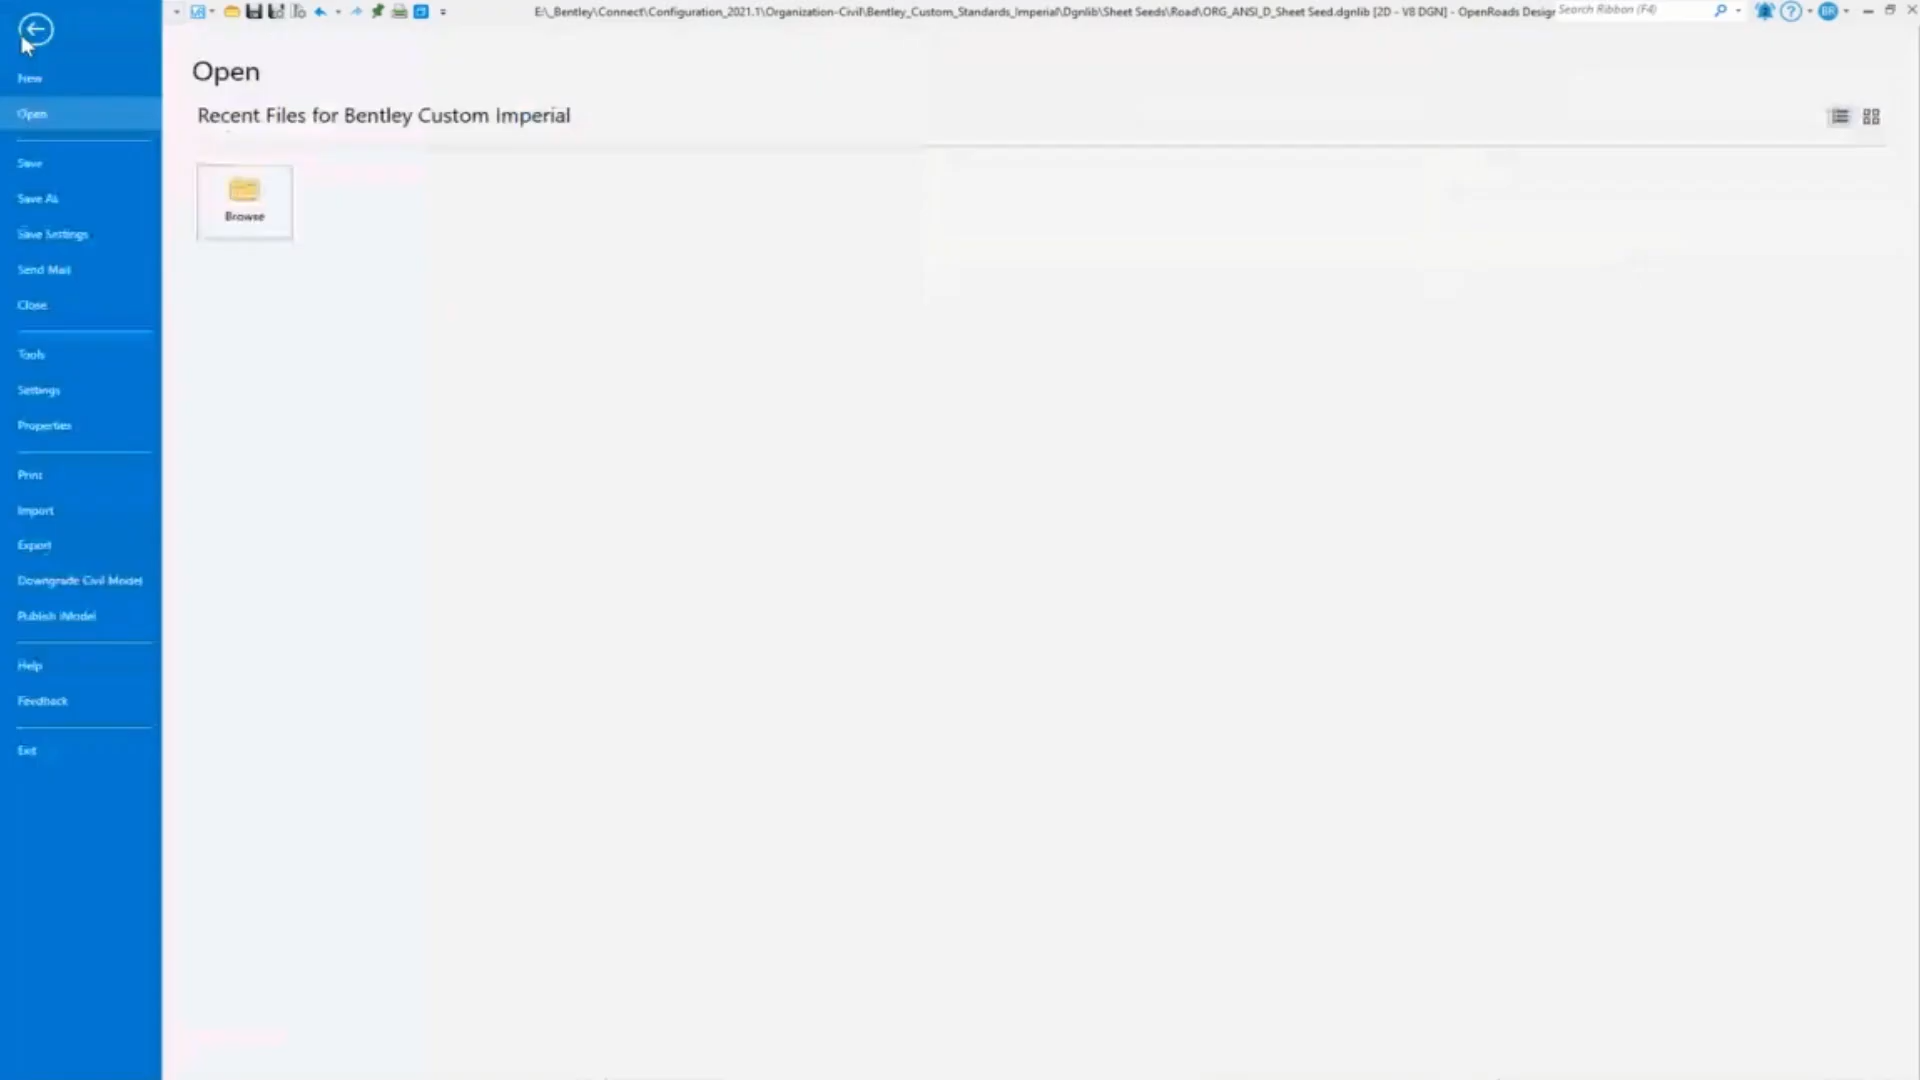 E:\_Bentley\Connect\Configuration_2021.1\Organization-Civil\Bentley_Custom_Standards_Imperial\Dgnlib\Sheet Seeds\Road\ORG_ANSI_D_Sheet Seed.dgnlib [2D - V8 DGN] - OpenRoads Design
Search Ribbon (F4)
BR
Open
Recent Files for Bentley Custom Imperial
Browse
New
Open
Save
Save As
Save Settings
Send Mail
Close
Tools
Settings
Properties
Print
Import
Export
Downgrade Civil Model
Publish iModel
Help
Feedback
Exit